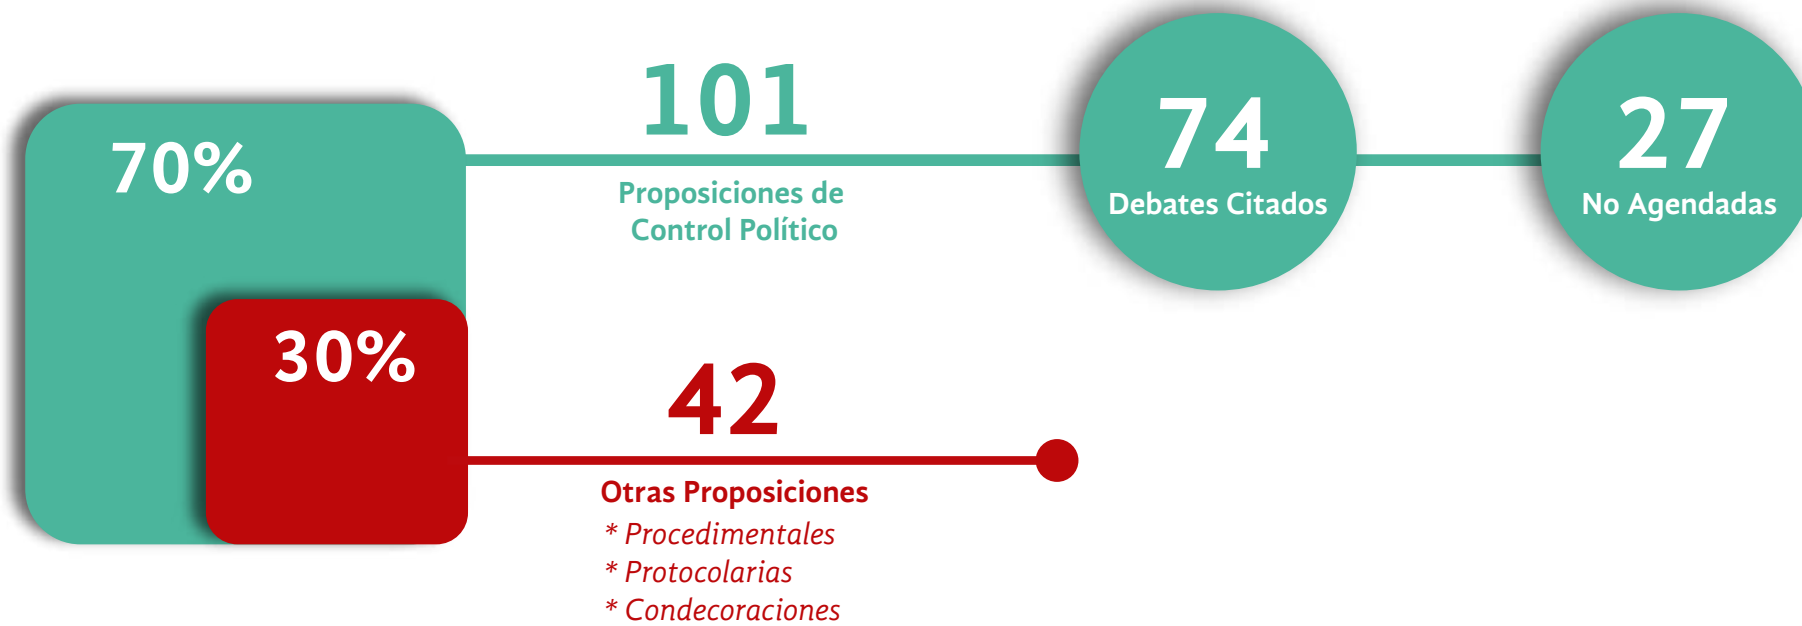 70%
101
Proposiciones de
Control Político
74
Debates Citados
27
No Agendadas
30%
42
Otras Proposiciones
* Procedimentales
* Protocolarias
* Condecoraciones